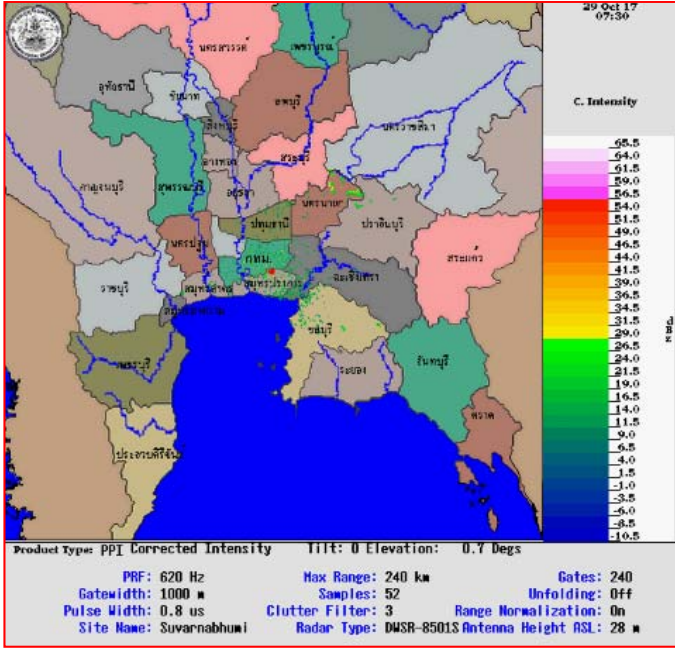 29 Oct 17
07:30
C. Intensity
65.5
64.0
61.5
59.0
56.5
54.0
51.5
49.0
46.5
44.0
41.5
39.0
36.5
34.0
31.5
29.0
26.5
24.0
21.5
19.0
16.5
14.0
11.5
9.0
6.5
4.0
1.5
-1.0
-3.5
-6.0
-8.5
-10.5
นครสวรรค์
เพชรบูรณ์
อุทัยธานี
ชัยนาท
ลพบุรี
สิงห์บุรี
นครราชสีมา
อ่างทอง
สระบุรี
กาญจนบุรี
สุพรรณบุรี
อยุธยา
นครนายก
ปราจีนบุรี
ปทุมธานี
นครปฐม
กทม.
สระแก้ว
ฉะเชิงเทรา
ราชบุรี
สมุทรสาคร
สมุทรปราการ
สมุทรสงคราม
ชลบุรี
เพชรบุรี
ระยอง
จันทบุรี
ตราด
ประจวบคีรีขันธ์
Product Type: PPI Corrected Intensity Tilt: 0 Elevation: 0.7 Degs
PRF: 620 Hz Max Range: 240 km Gates: 240
Gatewidth: 1000 m Samples: 52 Unfolding: Off
Pulse Width: 0.8 us Clutter Filter: 3 Range Normalization: On
Site Name: Suvarnabhumi Radar Type: DWSR-8501S Antenna Height ASL: 28 m